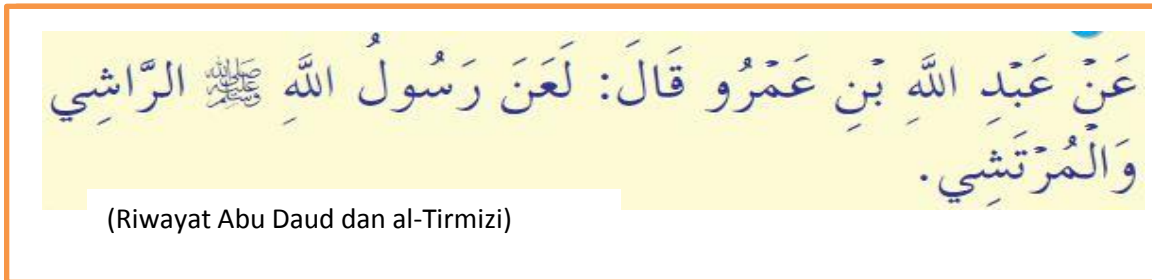 عَنْ عَبْدِ اللَّهِ بْنِ عَمْرُو قَالَ: لَعَنَ رَسُولُ اللَّهِ ﷺ الرَّاشِي
وَالْمُرْتَشِي.
(Riwayat Abu Daud dan al-Tirmizi)